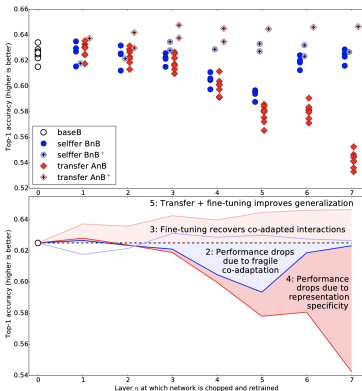 0.66
0.64
0.62
0.60
0.58
0.56
0.54
Top-1 accuracy (higher is better)
baseB
selffer BnB
selffer BnB+
transfer AnB
transfer AnB+
0 1 2 3 4 5 6 7
5: Transfer + fine-tuning improves generalization
3: Fine-tuning recovers co-adapted interactions
2: Performance drops
due to fragile
co-adaptation
4: Performance
drops due to
representation
specificity
0.64
0.62
0.60
0.58
0.56
0.54
Top-1 accuracy (higher is better)
0 1 2 3 4 5 6 7
Layer n at which network is chopped and retrained